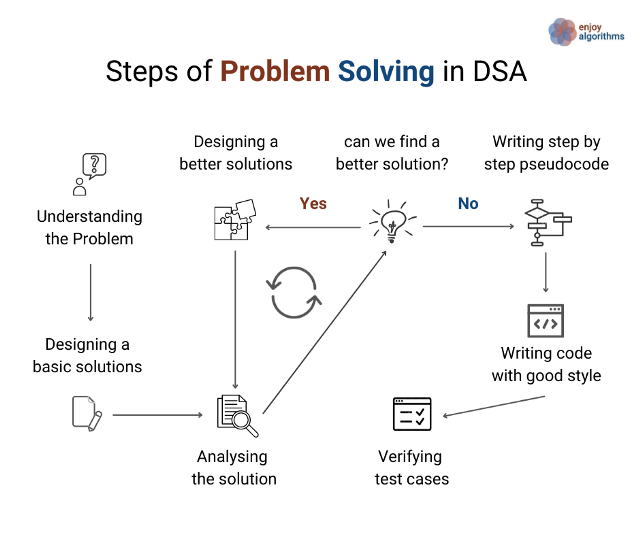 enjoy
algorithms
Steps of Problem Solving in DSA
Designing a
better solutions
can we find a
better solution?
Writing step by
step pseudocode
?
Understanding
the Problem
Yes
No
Designing a
basic solutions
</>
Writing code
with good style
Analysing
the solution
Verifying
test cases